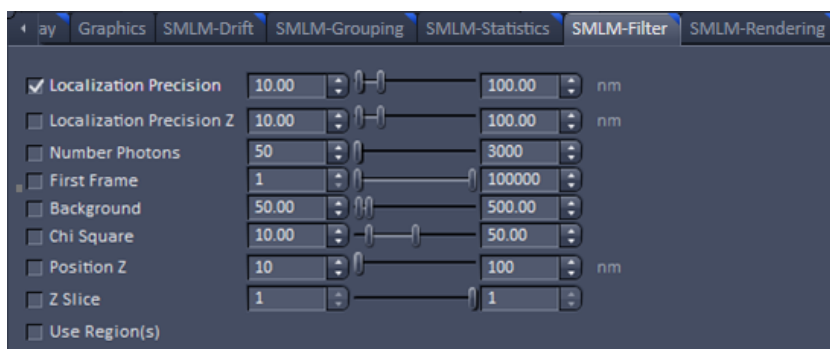 ay Graphics SMLM-Drift SMLM-Grouping SMLM-Statistics SMLM-Filter SMLM-Rendering
Localization Precision 10.00 100.00 nm
Localization Precision Z 10.00 100.00 nm
Number Photons 50 3000
First Frame 1 100000
Background 50.00 500.00
Chi Square 10.00 50.00
Position Z 10 100 nm
Z Slice 1 1
Use Region(s)